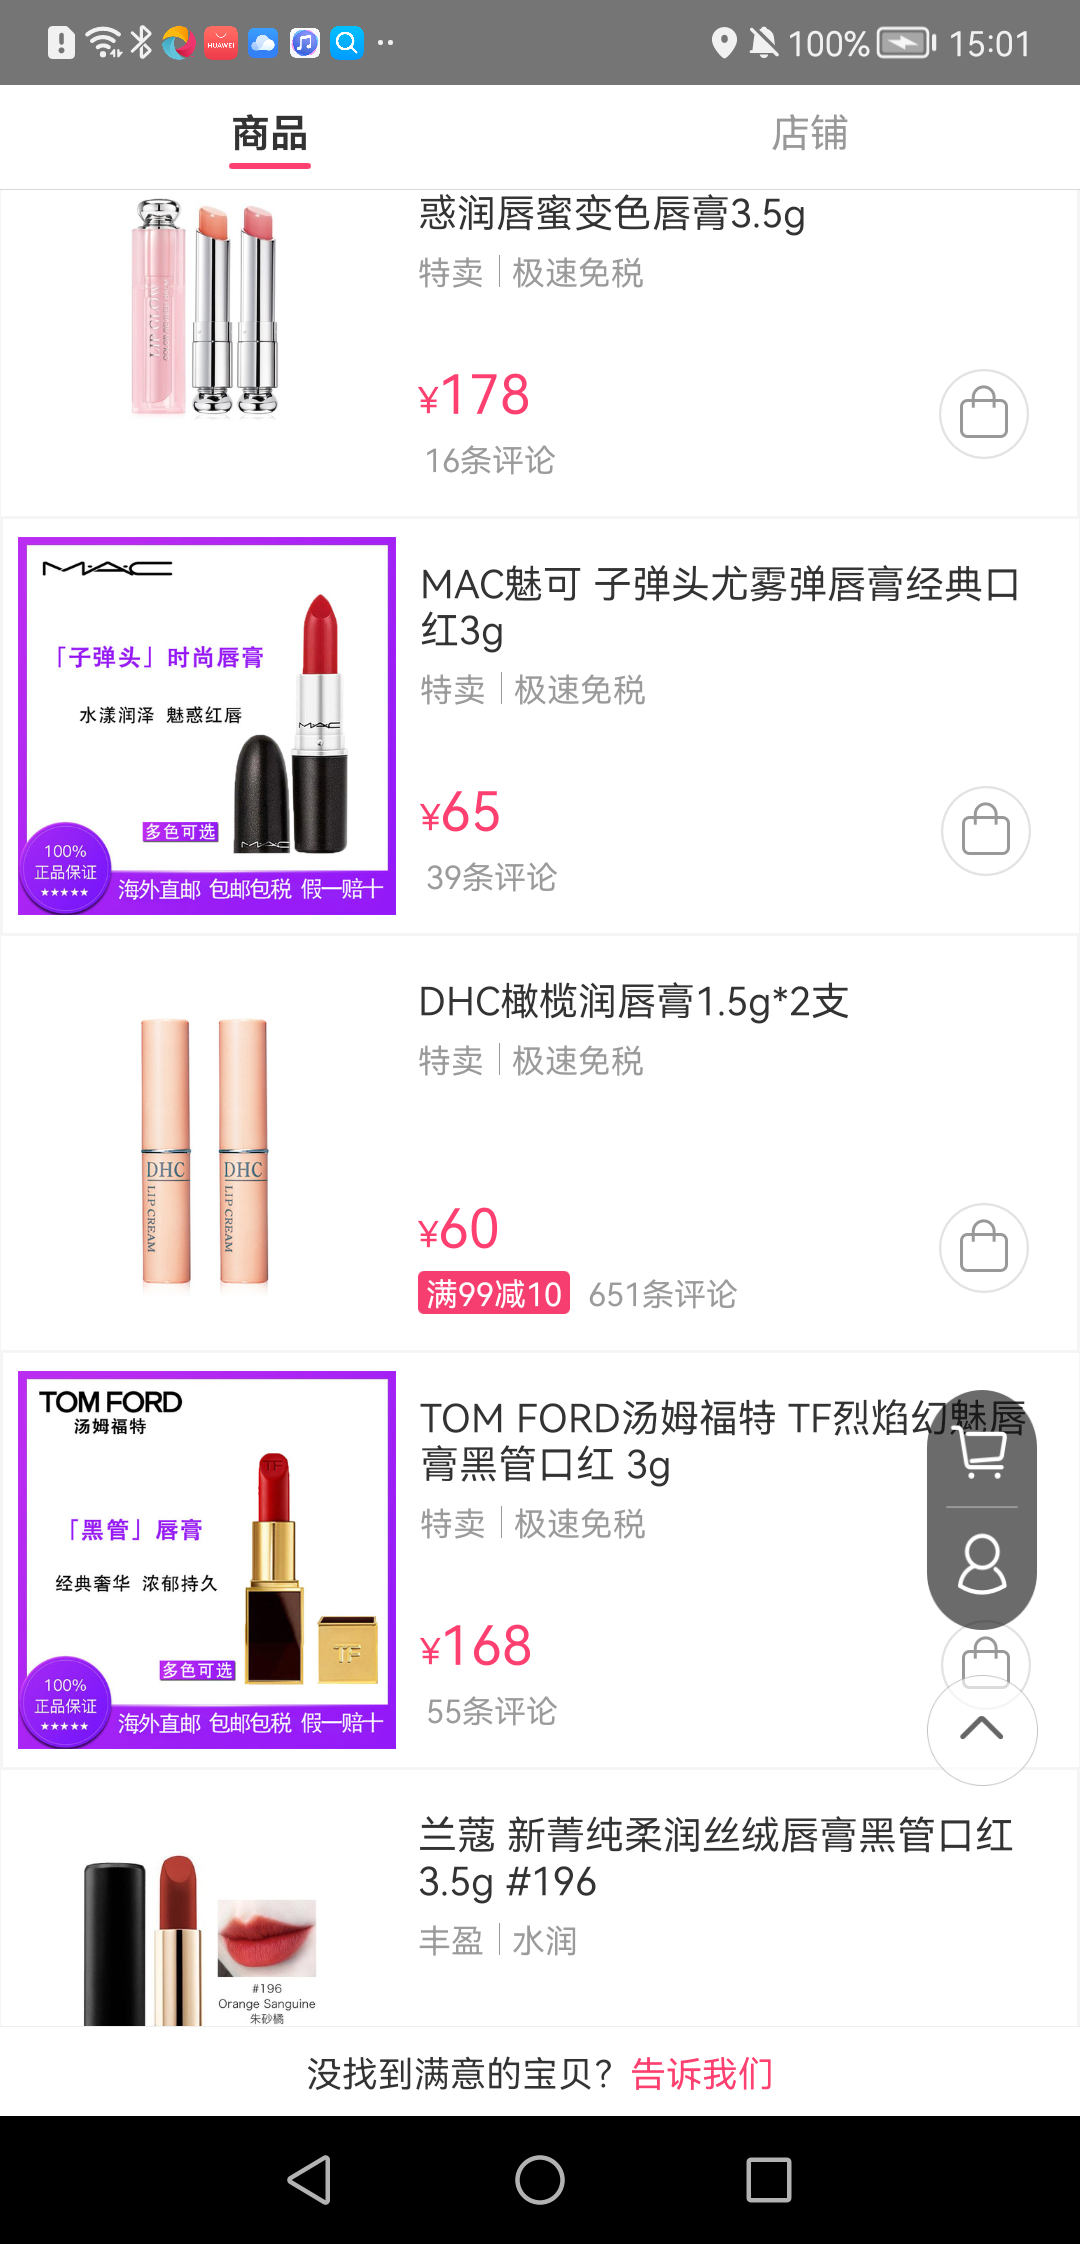 HUAWEI
100%
15:01
商品
店铺
惑润唇蜜变色唇膏3.5g
特卖
极速免税
¥178
16条评论
MAC
「子弹头」时尚唇膏
水漾润泽 魅惑红唇
MAC
MAC
多色可选
100%
正品保证
★★★★★
海外直邮 包邮包税 假一赔十
MAC魅可 子弹头尤雾弹唇膏经典口
红3g
特卖
极速免税
¥65
39条评论
DHC
LIP CREAM
DHC
LIP CREAM
DHC橄榄润唇膏1.5g*2支
特卖
极速免税
¥60
满99减10
651条评论
TOM FORD
汤姆福特
「黑管」唇膏
经典奢华 浓郁持久
TF
TF
多色可选
100%
正品保证
★★★★★
海外直邮 包邮包税 假一赔十
TOM FORD汤姆福特 TF烈焰幻魅唇
膏黑管口红 3g
特卖
极速免税
¥168
55条评论
#196
Orange Sanguine
朱砂橘
兰蔻 新菁纯柔润丝绒唇膏黑管口红
3.5g #196
丰盈
水润
没找到满意的宝贝？告诉我们